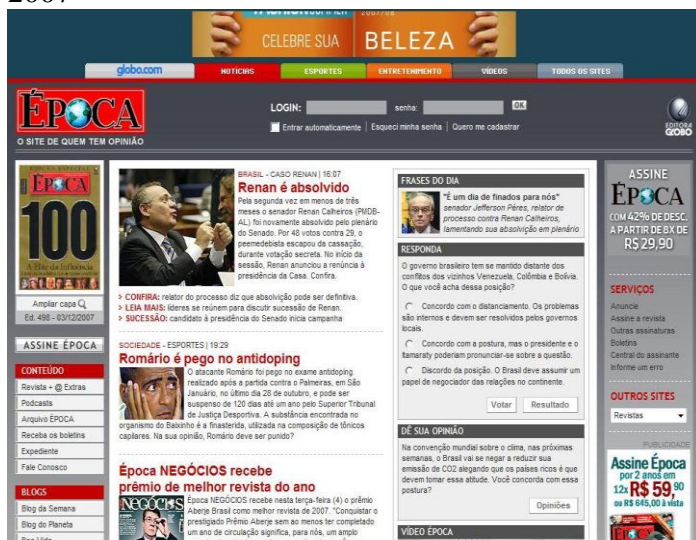 2007
CELEBRE SUA BELEZA
globo.com
NOTÍCIAS
ESPORTES
ENTRETENIMENTO
VÍDEOS
TODOS OS SITES
ÉPOCA
O SITE DE QUEM TEM OPINIÃO
LOGIN:
senha:
OK
Entrar automaticamente | Esqueci minha senha | Quero me cadastrar
EDITORA
GLOBO
ÉPOCA
100
Ampliar capa
Ed. 498 - 03/12/2007
ASSINE ÉPOCA
CONTEÚDO
Revista + @ Extras
Podcasts
Arquivo ÉPOCA
Receba os boletins
Expediente
Fale Conosco
BLOGS
Blog da Semana
Blog do Planeta
BRASIL - CASO RENAN | 16:07
Renan é absolvido
Pela segunda vez em menos de três
meses o senador Renan Calheiros (PMDB-
AL) foi novamente absolvido pelo plenário
do Senado. Por 48 votos contra 29, o
peemedebista escapou da cassação,
durante votação secreta. No início da
sessão, Renan anunciou a renúncia à
presidência da Casa. Confira.
> CONFIRA: relator do processo diz que absolvição pode ser definitiva.
> LEIA MAIS: líderes se reúnem para discutir sucessão de Renan.
> SUCESSÃO: candidato à presidência do Senado inicia campanha
SOCIEDADE - ESPORTES | 19:29
Romário é pego no antidoping
O atacante Romário foi pego no exame antidoping
realizado após a partida contra o Palmeiras, em São
Januário, no último dia 28 de outubro, e pode ser
suspenso de 120 dias até um ano pelo Superior Tribunal
de Justiça Desportiva. A substância encontrada no
organismo do Baixinho é a finasterida, utilizada na composição de tônicos
capilares. Na sua opinião, Romário deve ser punido?
Época NEGÓCIOS recebe
prêmio de melhor revista do ano
NEGÓCIOS
Época NEGÓCIOS recebe nesta terça-feira (4) o prêmio
Aberje Brasil como melhor revista de 2007. "Conquistar o
prestigiado Prêmio Aberje sem ao menos ter completado
um ano de circulação significa, para nós, um amplo
FRASES DO DIA
"É um dia de finados para nós"
senador Jefferson Péres, relator de
processo contra Renan Calheiros,
lamentando sua absolvição em plenário
RESPONDA
O governo brasileiro tem se mantido distante dos
conflitos dos vizinhos Venezuela, Colômbia e Bolívia.
O que você acha dessa posição?
Concordo com o distanciamento. Os problemas
são internos e devem ser resolvidos pelos governos
locais.
Concordo com a postura, mas o presidente e o
Itamaraty poderiam pronunciar-se sobre a questão.
Discordo da posição. O Brasil deve assumir um
papel de negociador das relações no continente.
Votar
Resultado
DÊ SUA OPINIÃO
Na convenção mundial sobre o clima, nas próximas
semanas, o Brasil vai se negar a reduzir sua
emissão de CO2 alegando que os países ricos é que
devem tomar essa atitude. Você concorda com essa
postura?
Opiniões
VÍDEO ÉPOCA
ASSINE
ÉPOCA
COM 42% DE DESC.
A PARTIR DE 8X DE
R$ 29,90
SERVIÇOS
Anuncie
Assine a revista
Outras assinaturas
Boletins
Central do assinante
Informe um erro
OUTROS SITES
Revistas
PUBLICIDADE
Assine Época
por 2 anos em
12x R$ 59,90
ou R$ 645,00 à vista